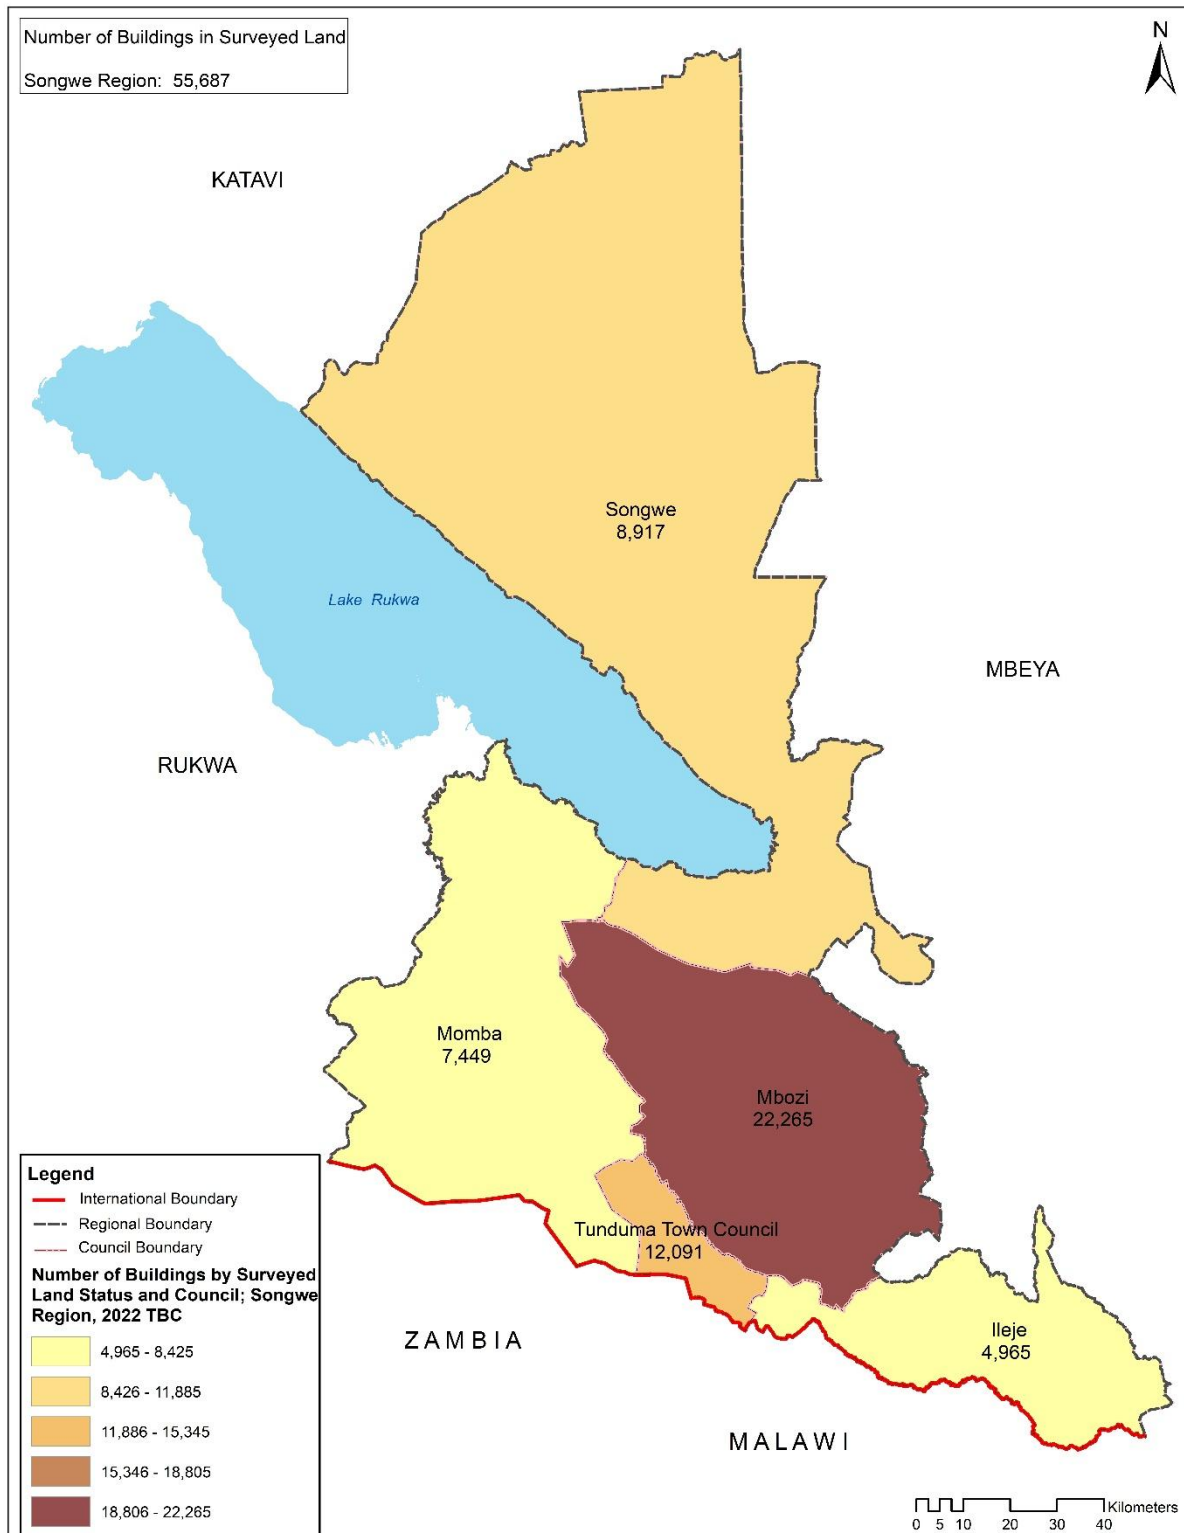 Number of Buildings in Surveyed Land
Songwe Region: 55,687
N
KATAVI
Songwe
8,917
Lake Rukwa
MBEYA
RUKWA
Momba
7,449
Mbozi
22,265
Tunduma Town Council
12,091
Ileje
4,965
ZAMBIA
MALAWI
Legend
International Boundary
Regional Boundary
Council Boundary
Number of Buildings by Surveyed
Land Status and Council; Songwe
Region, 2022 TBC
4,965 - 8,425
8,426 - 11,885
11,886 - 15,345
15,346 - 18,805
18,806 - 22,265
Kilometers
0 5 10 20 30 40